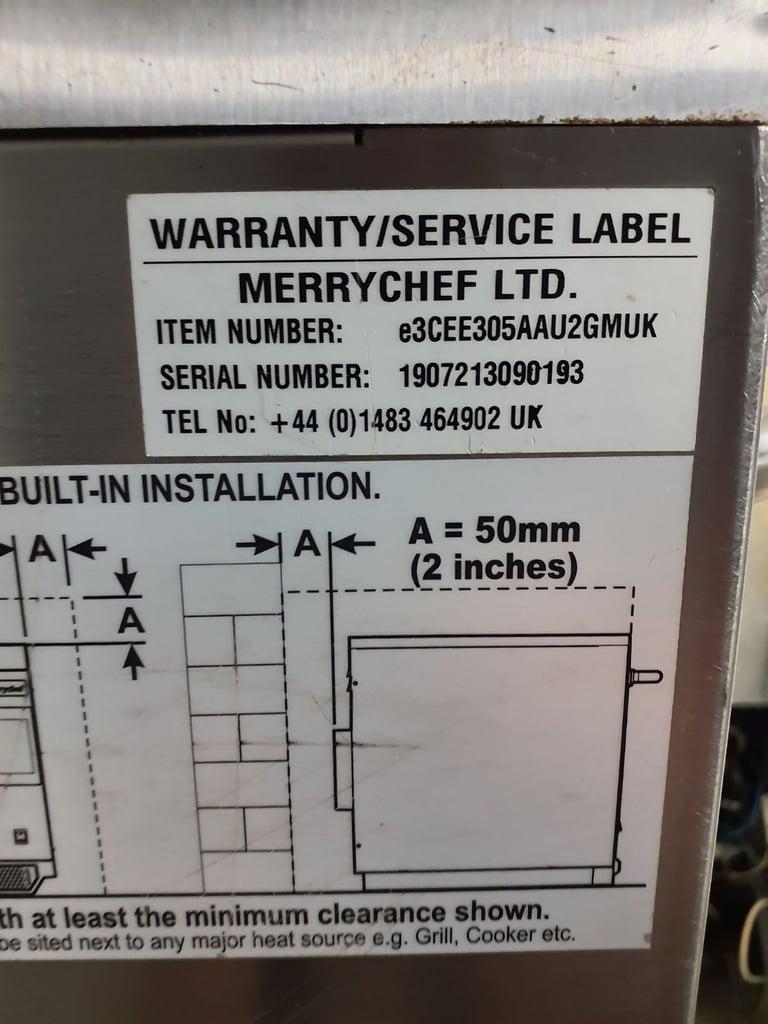 WARRANTY/SERVICE LABEL
MERRYCHEF LTD.
ITEM NUMBER: e3CEE305AAU2GMUK
SERIAL NUMBER: 1907213090193
TEL No: +44 (0)1483 464902 UK
BUILT-IN INSTALLATION.
A
A
A = 50mm
(2 inches)
A
th at least the minimum clearance shown.
be sited next to any major heat source e.g. Grill, Cooker etc.